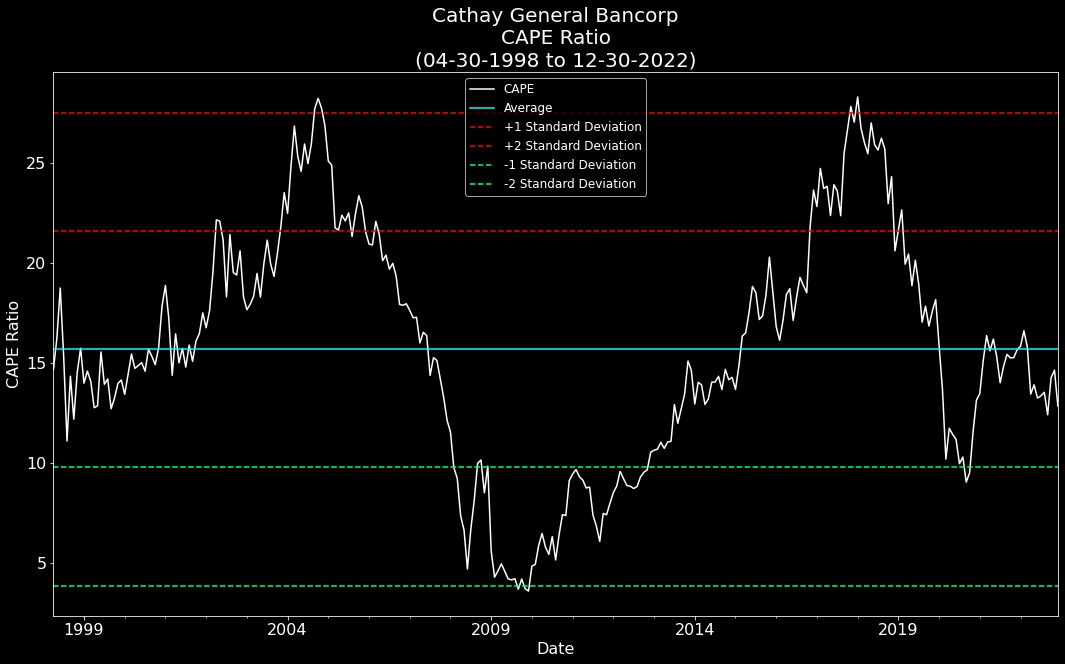 Cathay General Bancorp
CAPE Ratio
(04-30-1998 to 12-30-2022)
CAPE
Average
+1 Standard Deviation
+2 Standard Deviation
-1 Standard Deviation
-2 Standard Deviation
CAPE Ratio
25
20
15
10
5
1999
2004
2009
2014
2019
Date